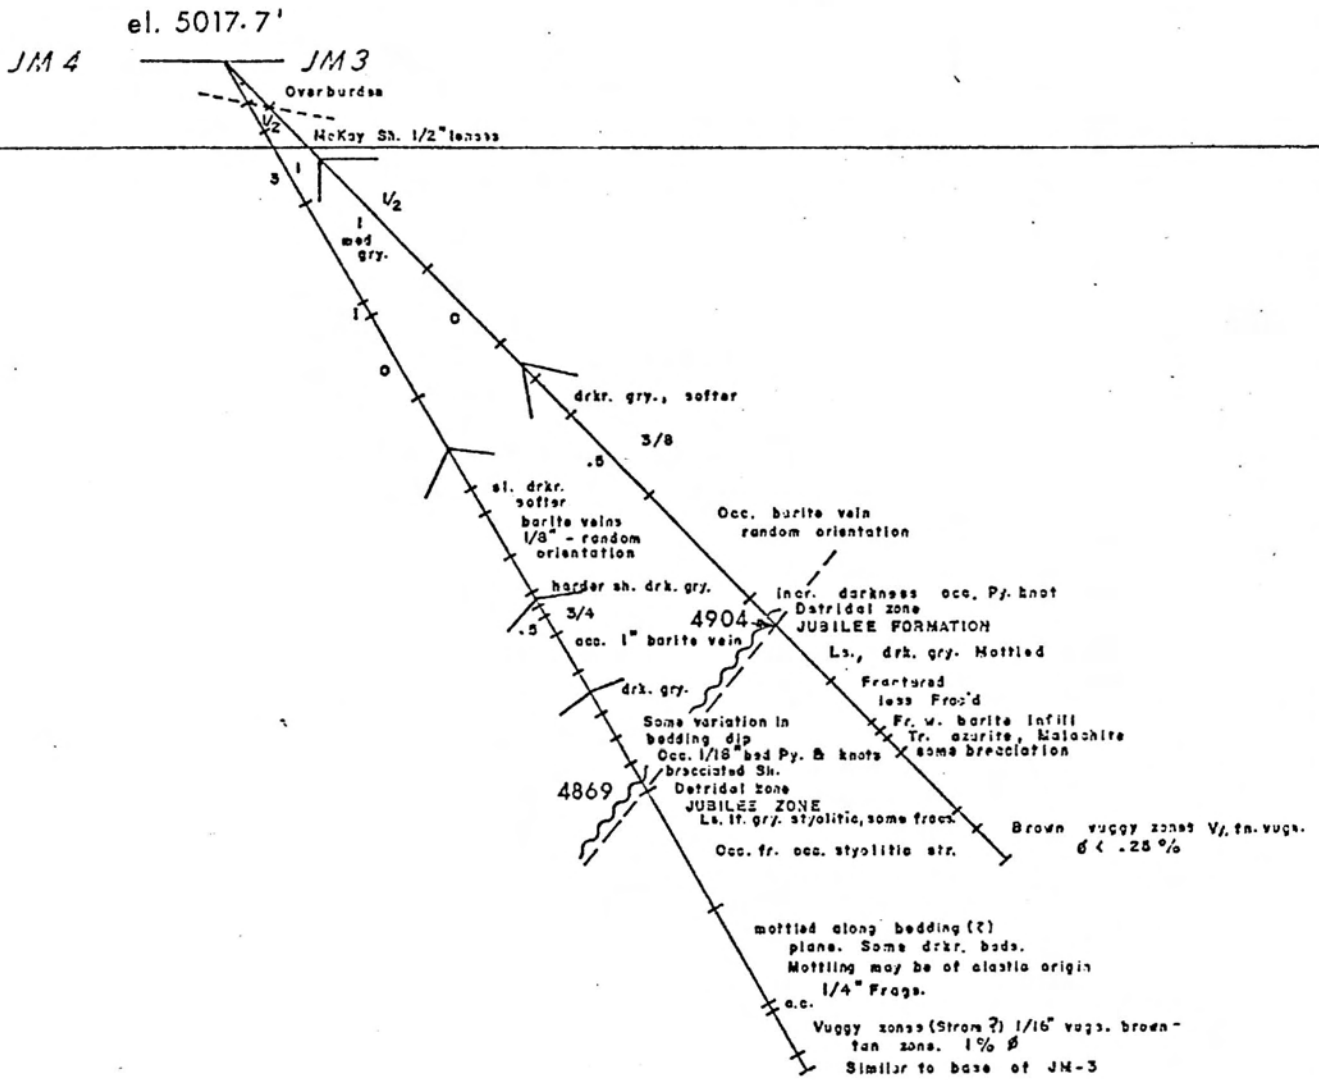 el. 5017.7'
JM 4
JM 3
Overburden
1/2
McKay Sh. 1/2" lenses
3
1
1/2
1
med
gry.
1
0
0
drkr. gry., softer
3/8
.5
sl. drkr.
softer
barite veins
1/8" - random
orientation
Occ. barite vein
random orientation
harder sh. drk. gry.
3/4
.5
occ. 1" barite vein
incr. darkness occ. Py. knot
Detridal zone
4904
JUBILEE FORMATION
Ls., drk. gry. Mottled
Fractured
less Frac'd
Fr. w. barite infill
Tr. azurite, Malachite
some brecciation
drk. gry.
Some variation in
bedding dip
Occ. 1/16" bed Py. & knots
brecciated Sh.
4869
Detridal zone
JUBILEE ZONE
Ls. lt. gry. styolitic, some fracs.
Occ. fr. occ. styolitic str.
Brown vuggy zones V. fn. vugs.
ø < .25 %
mottled along bedding (?)
plane. Some drkr. beds.
Mottling may be of clastic origin
1/4" Frags.
a.c.
Vuggy zones (Strom ?) 1/16" vugs. brown -
tan zone. 1% ø
Similar to base of JM-3